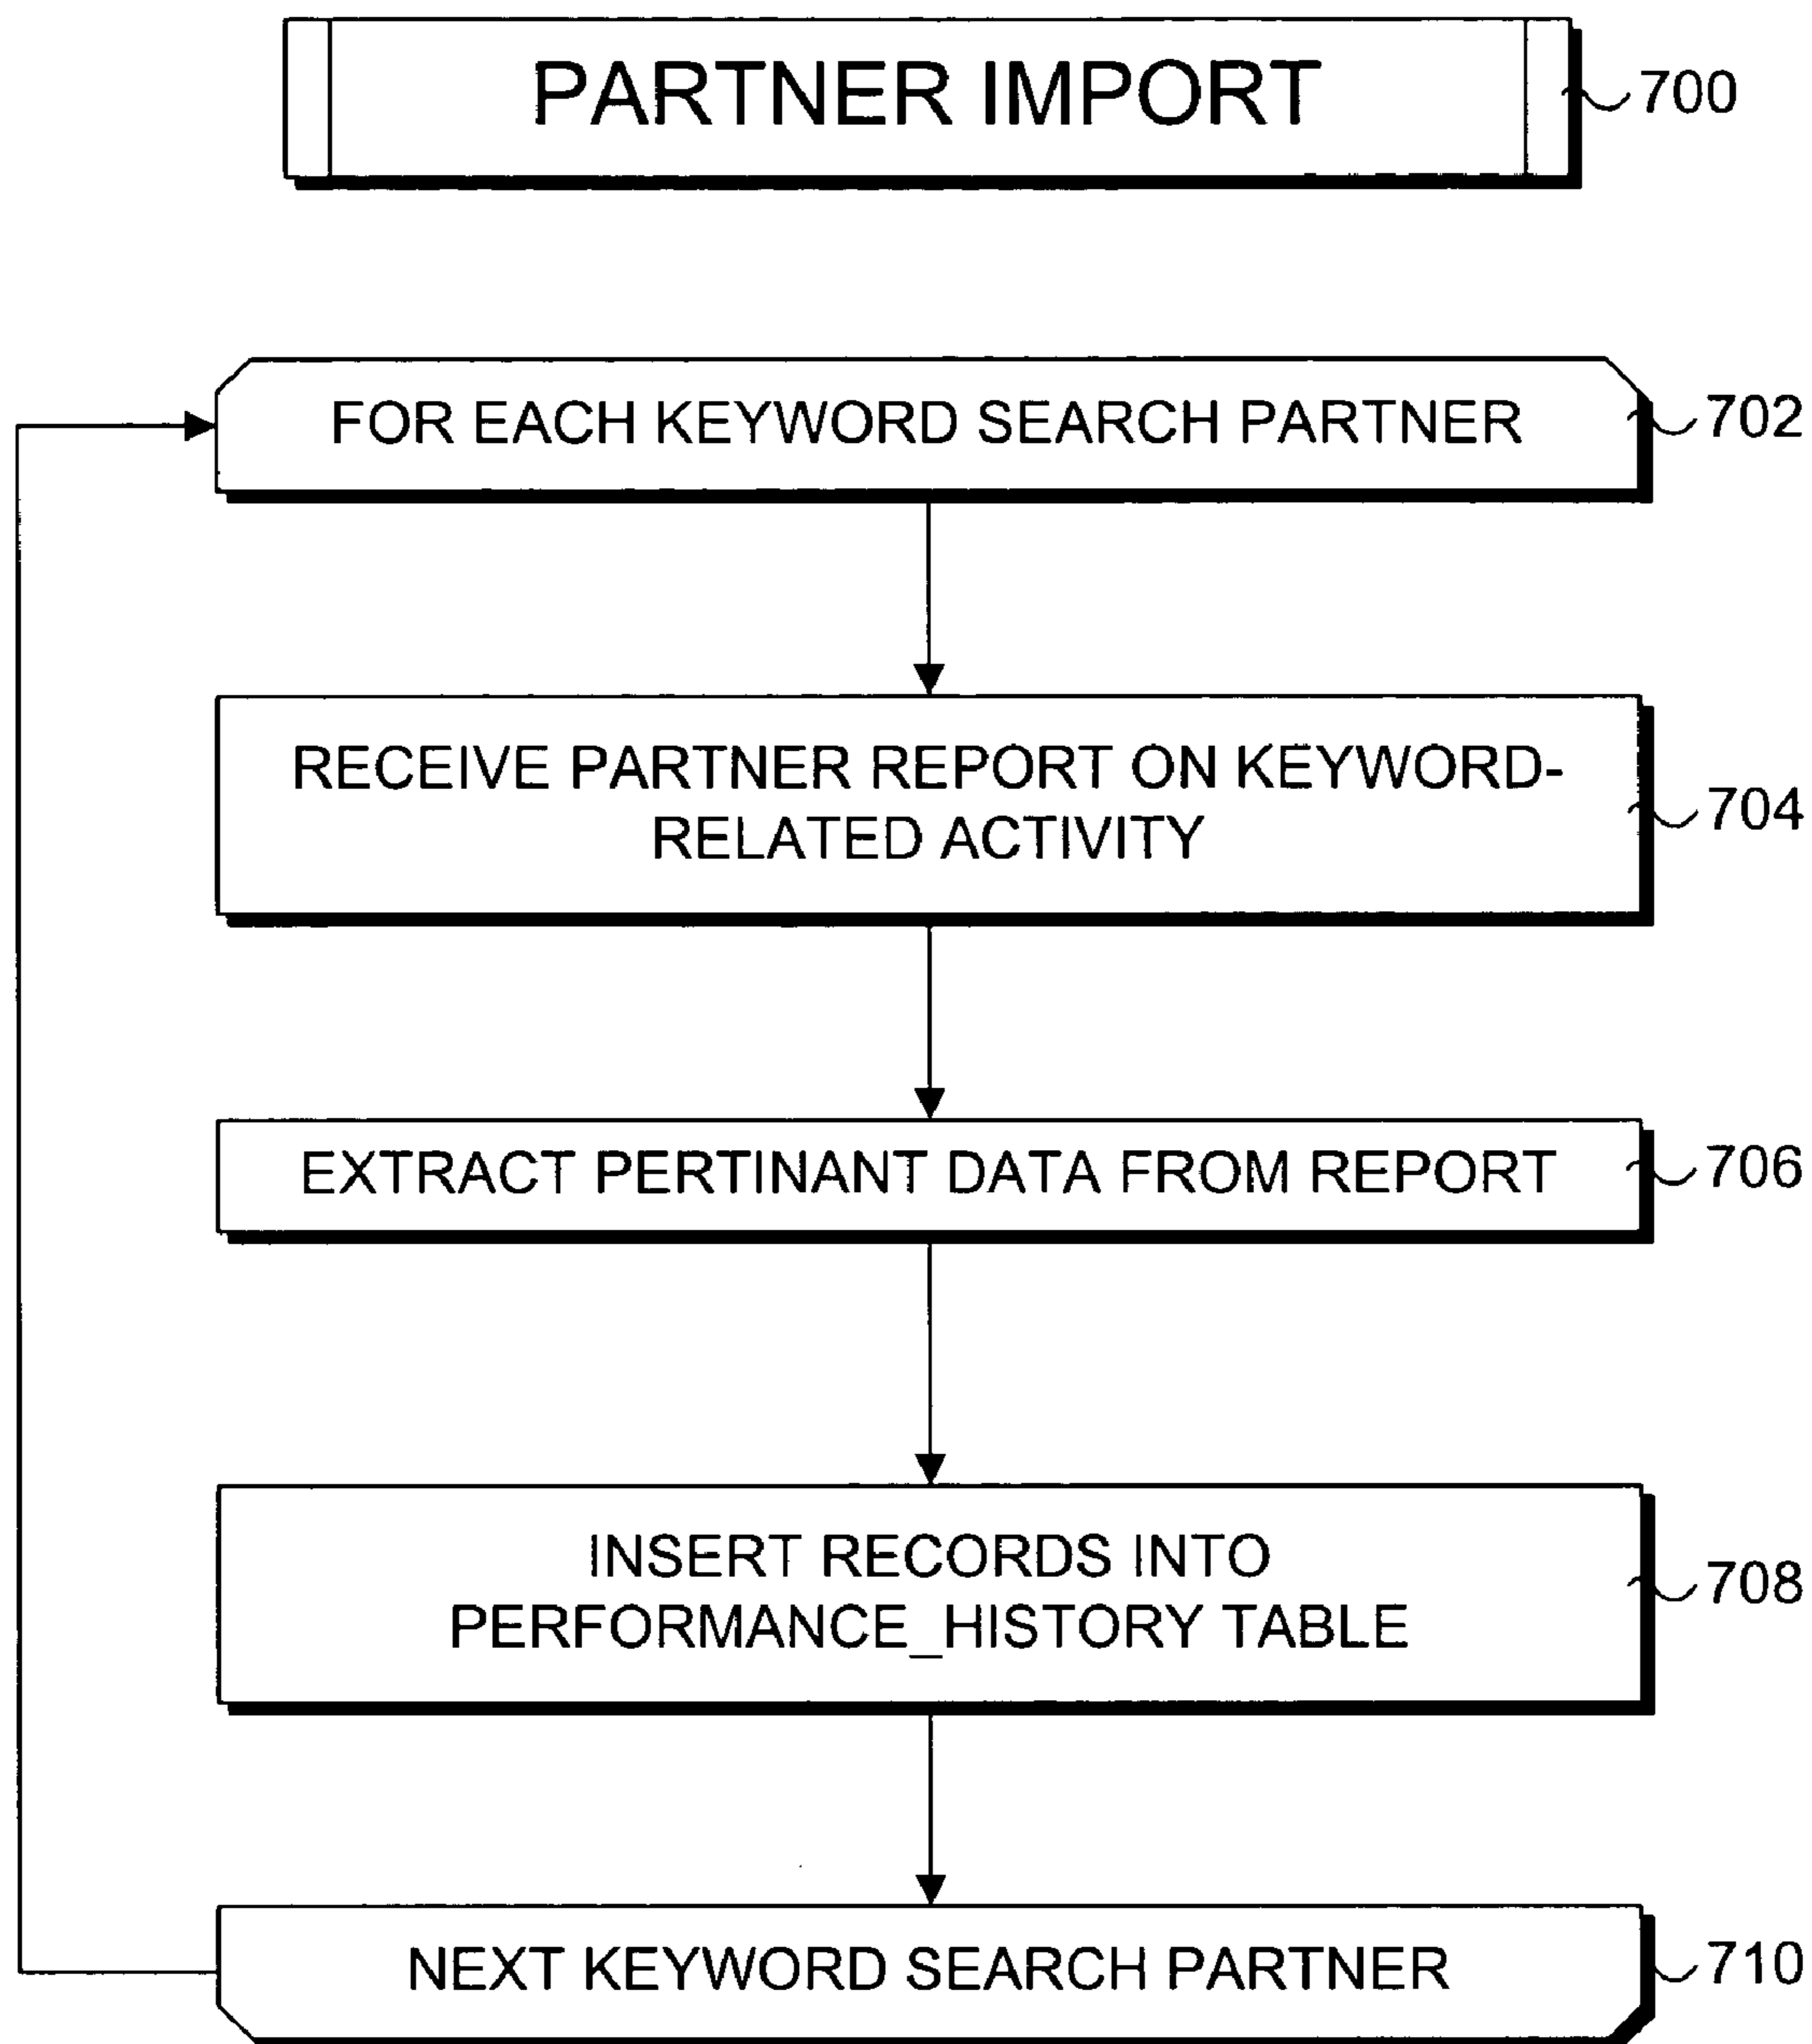 PARTNER IMPORT
700
FOR EACH KEYWORD SEARCH PARTNER
702
RECEIVE PARTNER REPORT ON KEYWORD-
RELATED ACTIVITY
704
EXTRACT PERTINANT DATA FROM REPORT
706
INSERT RECORDS INTO
PERFORMANCE_HISTORY TABLE
708
NEXT KEYWORD SEARCH PARTNER
710